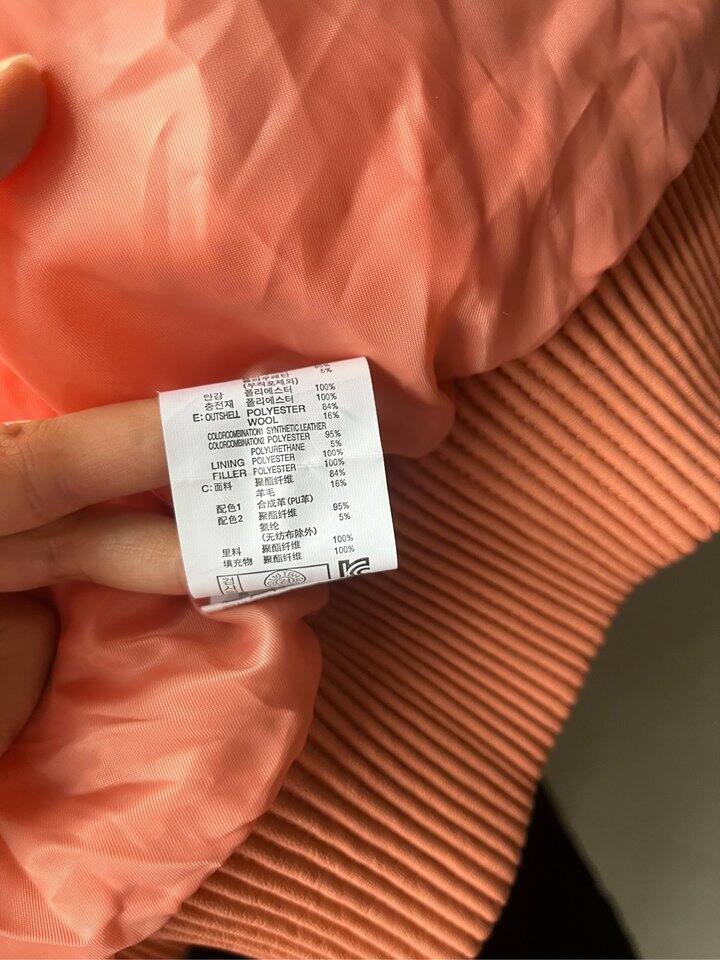 5%
(부직포제외)
안감 폴리에스터 100%
충전재 폴리에스터 100%
E: OUTSHELL POLYESTER 84%
WOOL 16%
COLORCOMBINATION1 SYNTHETIC LEATHER
COLORCOMBINATION2 POLYESTER 95%
POLYURETHANE 5%
LINING POLYESTER 100%
FILLER POLYESTER 100%
C: 面料 聚酯纤维 84%
羊毛 16%
配色1 合成革(PU革)
配色2 聚酯纤维 95%
氨纶 5%
(无纺布除外)
里料 聚酯纤维 100%
填充物 聚酯纤维 100%
검사